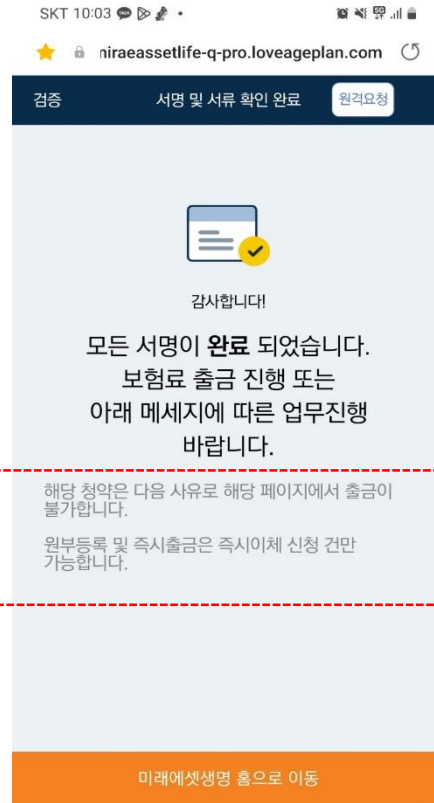 SKT 10:03
miraeassetlife-q-pro.loveageplan.com
검증 서명 및 서류 확인 완료 원격요청
감사합니다!
모든 서명이 완료 되었습니다.
보험료 출금 진행 또는
아래 메세지에 따른 업무진행
바랍니다.
해당 청약은 다음 사유로 해당 페이지에서 출금이
불가합니다.
원부등록 및 즉시출금은 즉시이체 신청 건만
가능합니다.
미래에셋생명 홈으로 이동